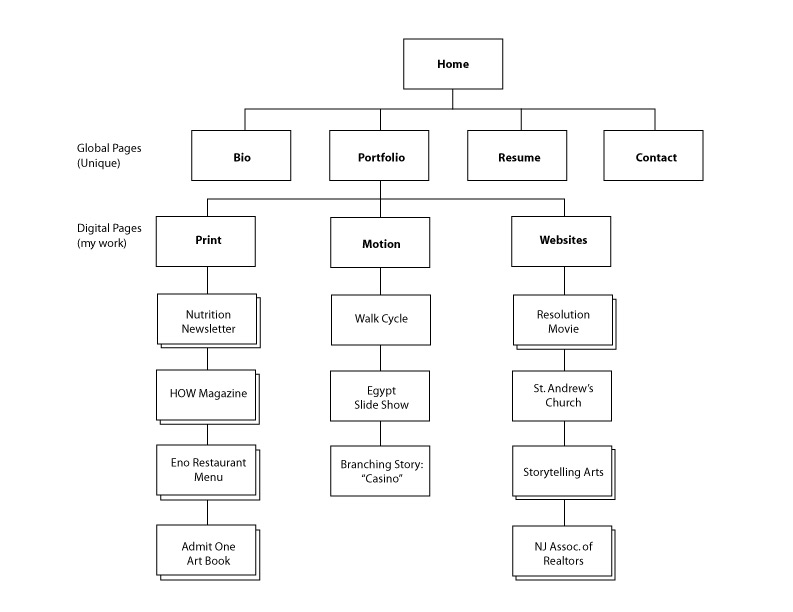 Home
Global Pages
(Unique)
Bio
Portfolio
Resume
Contact
Digital Pages
(my work)
Print
Motion
Websites
Nutrition
Newsletter
Walk Cycle
Resolution
Movie
HOW Magazine
Egypt
Slide Show
St. Andrew’s
Church
Eno Restaurant
Menu
Branching Story:
“Casino”
Storytelling Arts
Admit One
Art Book
NJ Assoc. of
Realtors